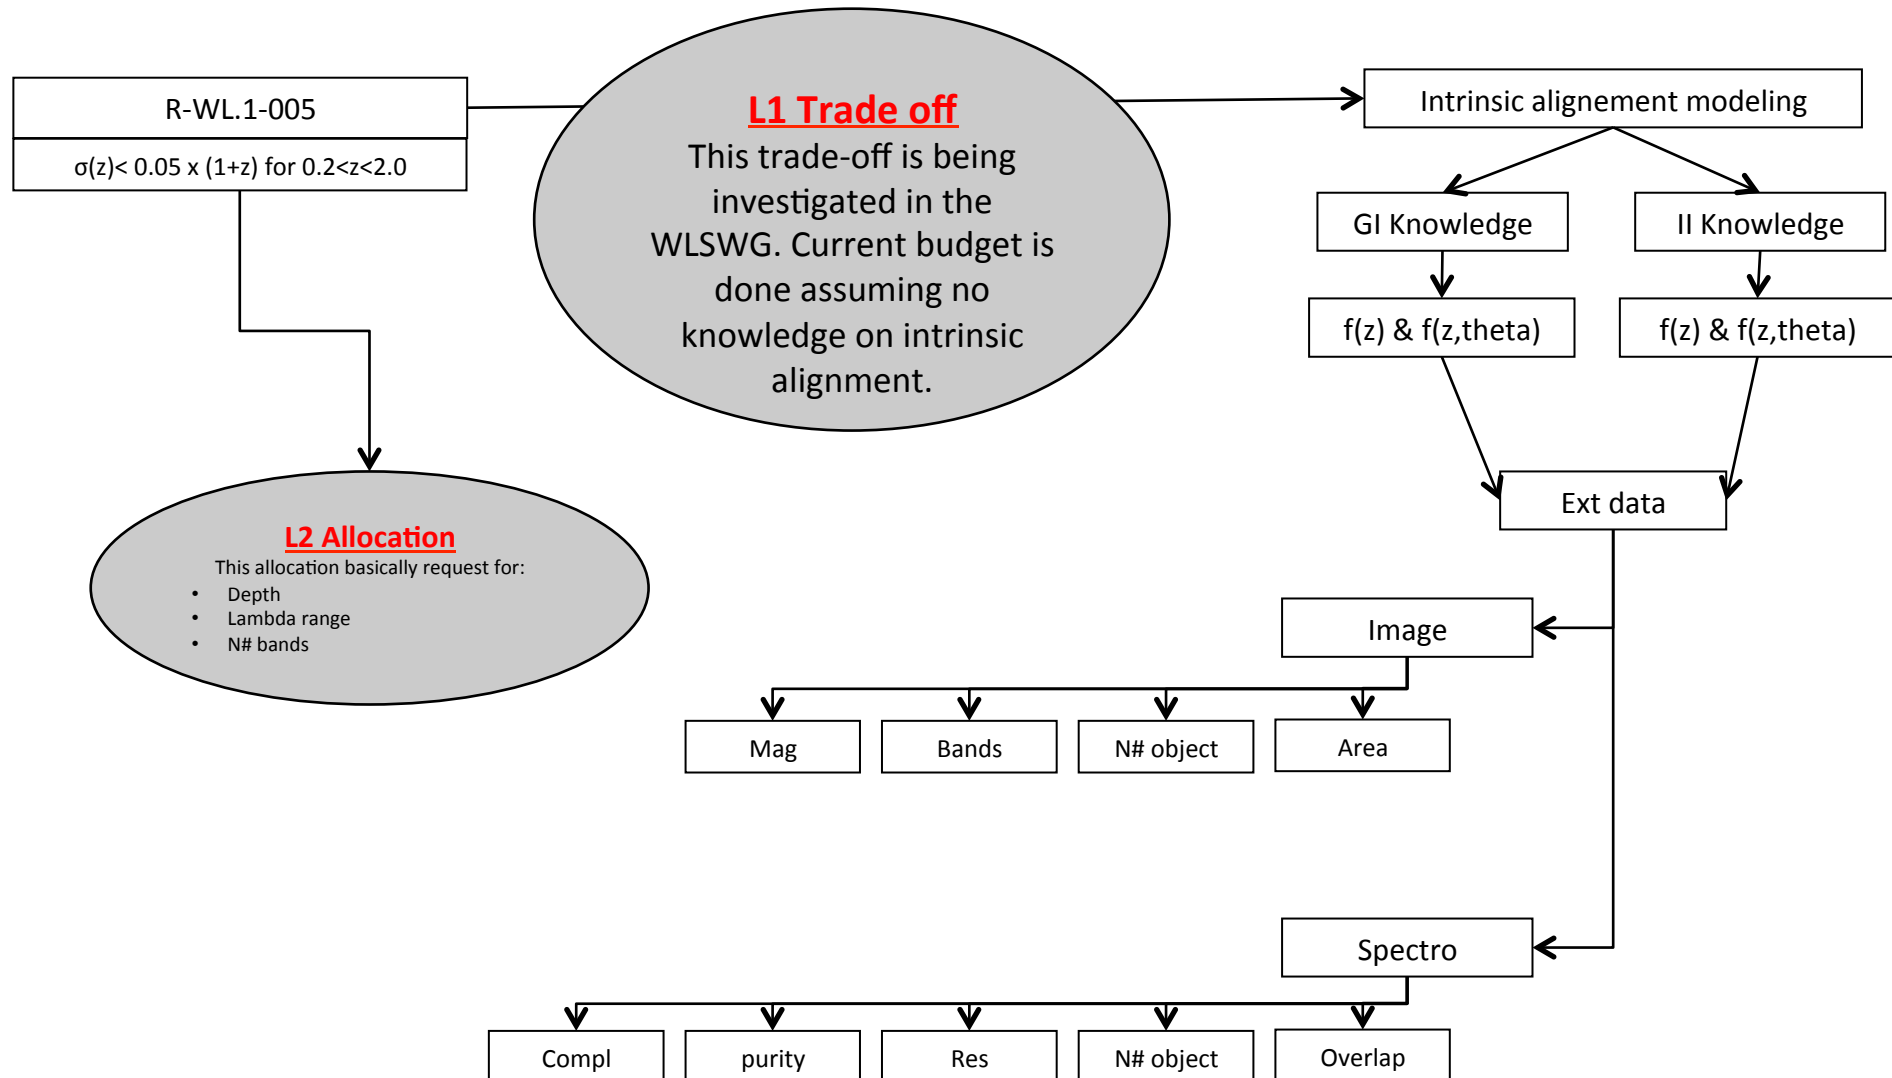 R-WL.1-005
σ(z)< 0.05 x (1+z) for 0.2<z<2.0
L1 Trade off
This trade-off is being
investigated in the
WLSWG. Current budget is
done assuming no
knowledge on intrinsic
alignment.
Intrinsic alignement modeling
GI Knowledge
II Knowledge
f(z) & f(z,theta)
f(z) & f(z,theta)
Ext data
L2 Allocation
This allocation basically request for:
• Depth
• Lambda range
• N# bands
Image
Mag
Bands
N# object
Area
Spectro
Compl
purity
Res
N# object
Overlap